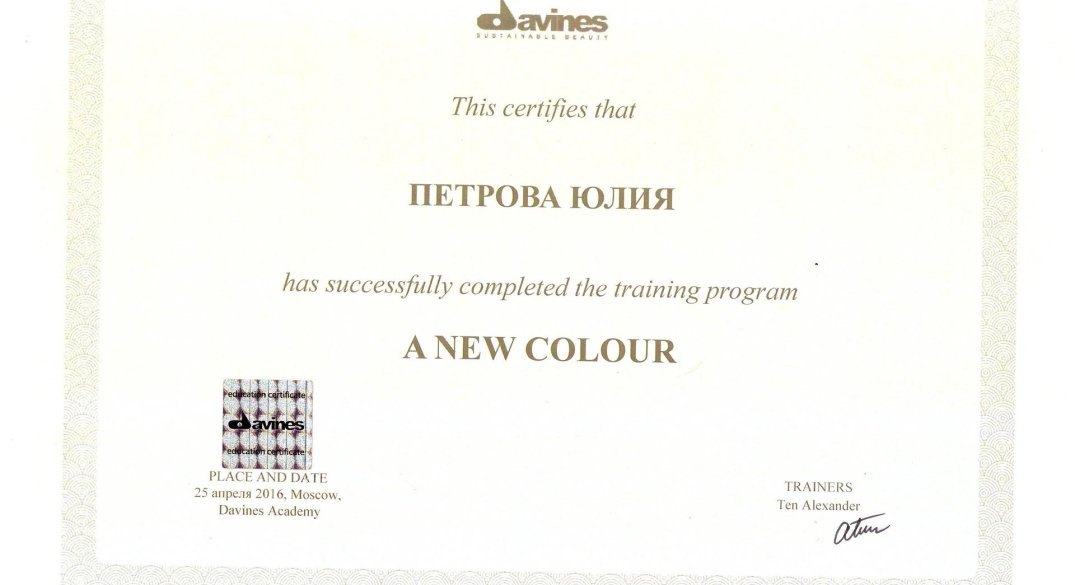 davines
SUSTAINABLE BEAUTY
This certifies that
ПЕТРОВА ЮЛИЯ
has successfully completed the training program
A NEW COLOUR
education certificate
davines
education certificate
PLACE AND DATE
25 апреля 2016, Moscow,
Davines Academy
TRAINERS
Ten Alexander